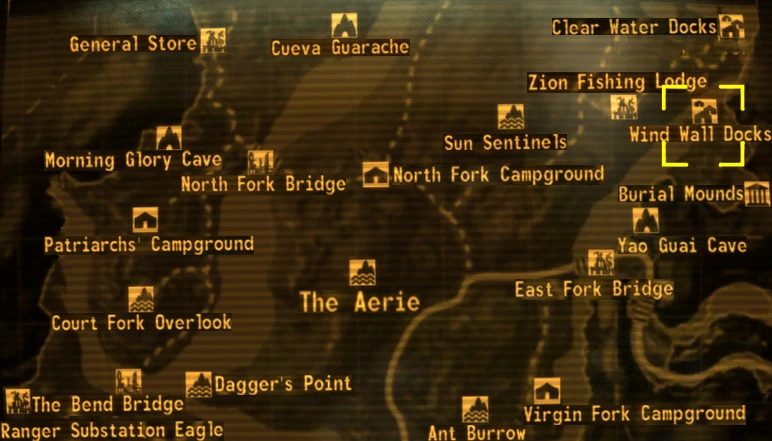 Clear Water Docks
General Store
Cueva Guarache
Zion Fishing Lodge
Wind Wall Docks
Sun Sentinels
Morning Glory Cave
North Fork Bridge
North Fork Campground
Burial Mounds
Patriarchs' Campground
Yao Guai Cave
East Fork Bridge
The Aerie
Court Fork Overlook
Dagger's Point
The Bend Bridge
Virgin Fork Campground
Ranger Substation Eagle
Ant Burrow